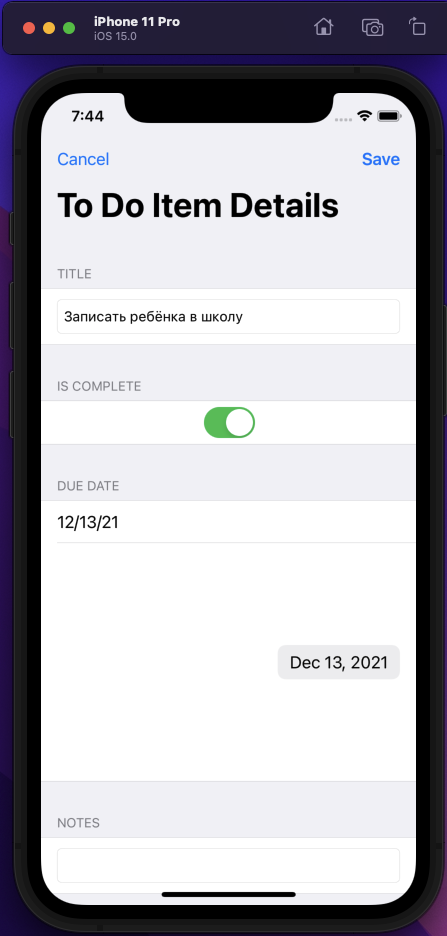 iPhone 11 Pro
iOS 15.0
7:44
Cancel
Save
To Do Item Details
TITLE
Записать ребёнка в школу
IS COMPLETE
DUE DATE
12/13/21
Dec 13, 2021
NOTES